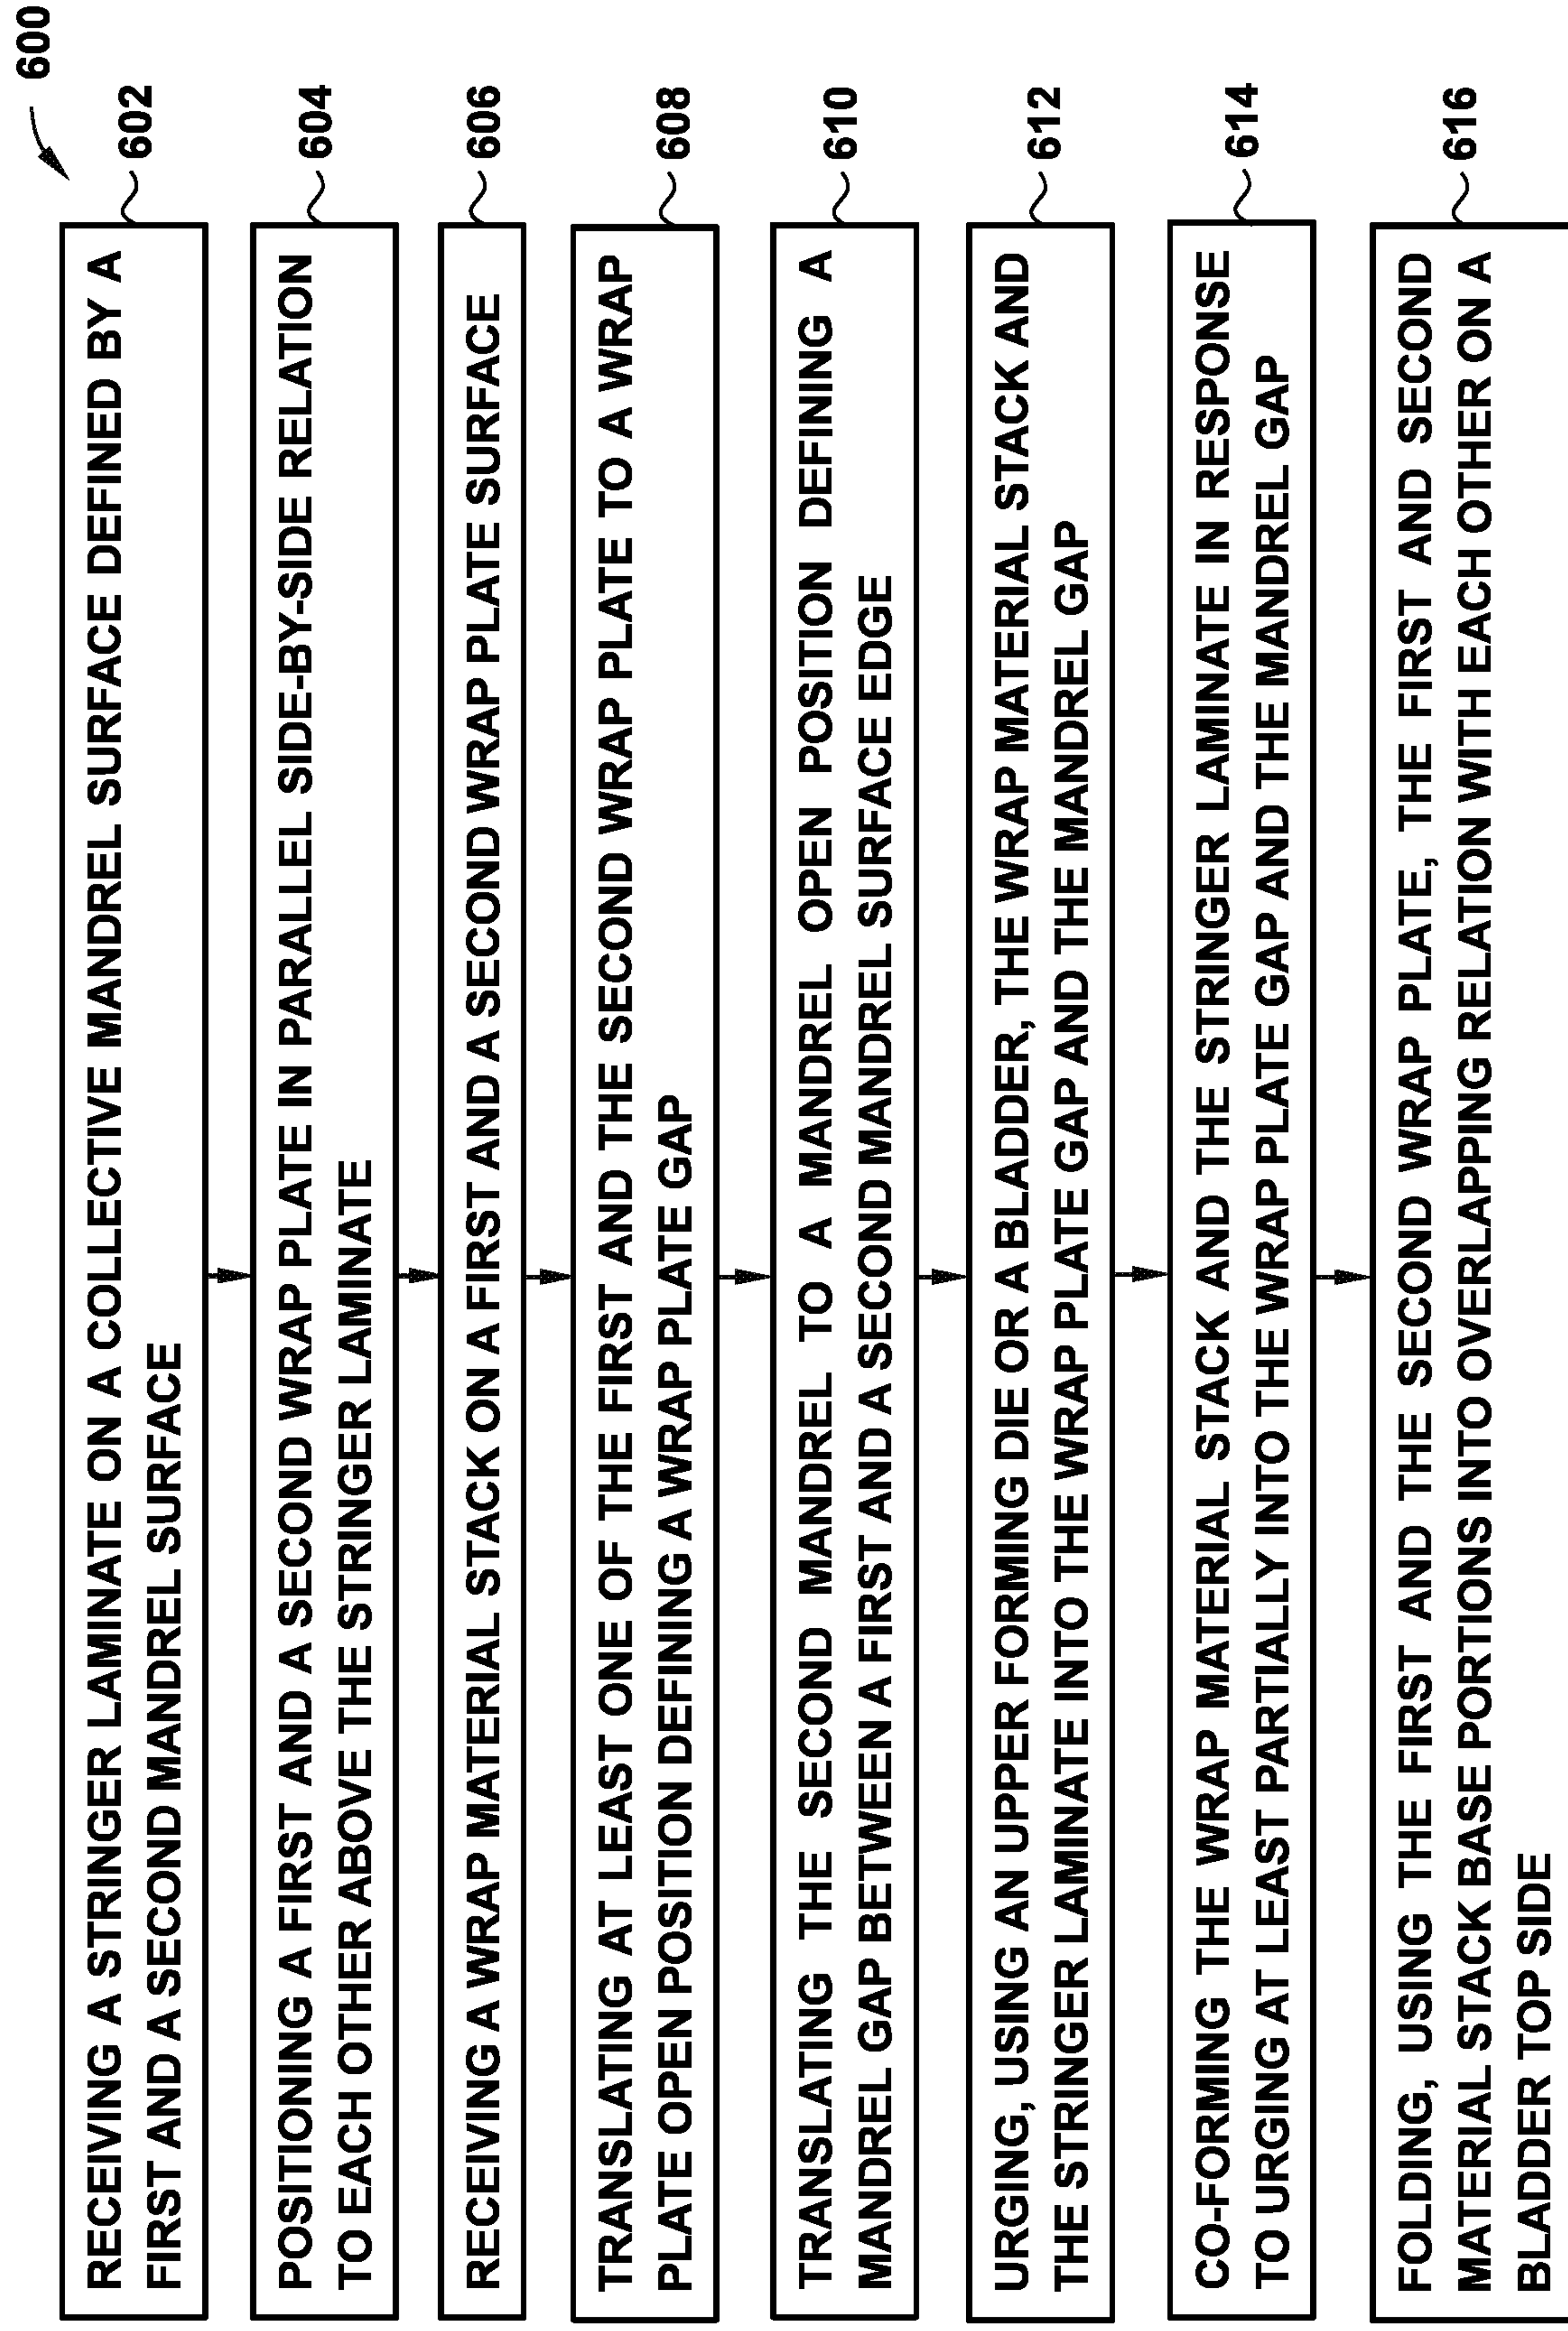 600
RECEIVING A STRINGER LAMINATE ON A COLLECTIVE MANDREL SURFACE DEFINED BY A
FIRST AND A SECOND MANDREL SURFACE
602
POSITIONING A FIRST AND A SECOND WRAP PLATE IN PARALLEL SIDE-BY-SIDE RELATION
TO EACH OTHER ABOVE THE STRINGER LAMINATE
604
RECEIVING A WRAP MATERIAL STACK ON A FIRST AND A SECOND WRAP PLATE SURFACE
606
TRANSLATING AT LEAST ONE OF THE FIRST AND THE SECOND WRAP PLATE TO A WRAP
PLATE OPEN POSITION DEFINING A WRAP PLATE GAP
608
TRANSLATING THE SECOND MANDREL TO A MANDREL OPEN POSITION DEFINING A
MANDREL GAP BETWEEN A FIRST AND A SECOND MANDREL SURFACE EDGE
610
URGING, USING AN UPPER FORMING DIE OR A BLADDER, THE WRAP MATERIAL STACK AND
THE STRINGER LAMINATE INTO THE WRAP PLATE GAP AND THE MANDREL GAP
612
CO-FORMING THE WRAP MATERIAL STACK AND THE STRINGER LAMINATE IN RESPONSE
TO URGING AT LEAST PARTIALLY INTO THE WRAP PLATE GAP AND THE MANDREL GAP
614
FOLDING, USING THE FIRST AND THE SECOND WRAP PLATE, THE FIRST AND SECOND
MATERIAL STACK BASE PORTIONS INTO OVERLAPPING RELATION WITH EACH OTHER ON A
BLADDER TOP SIDE
616